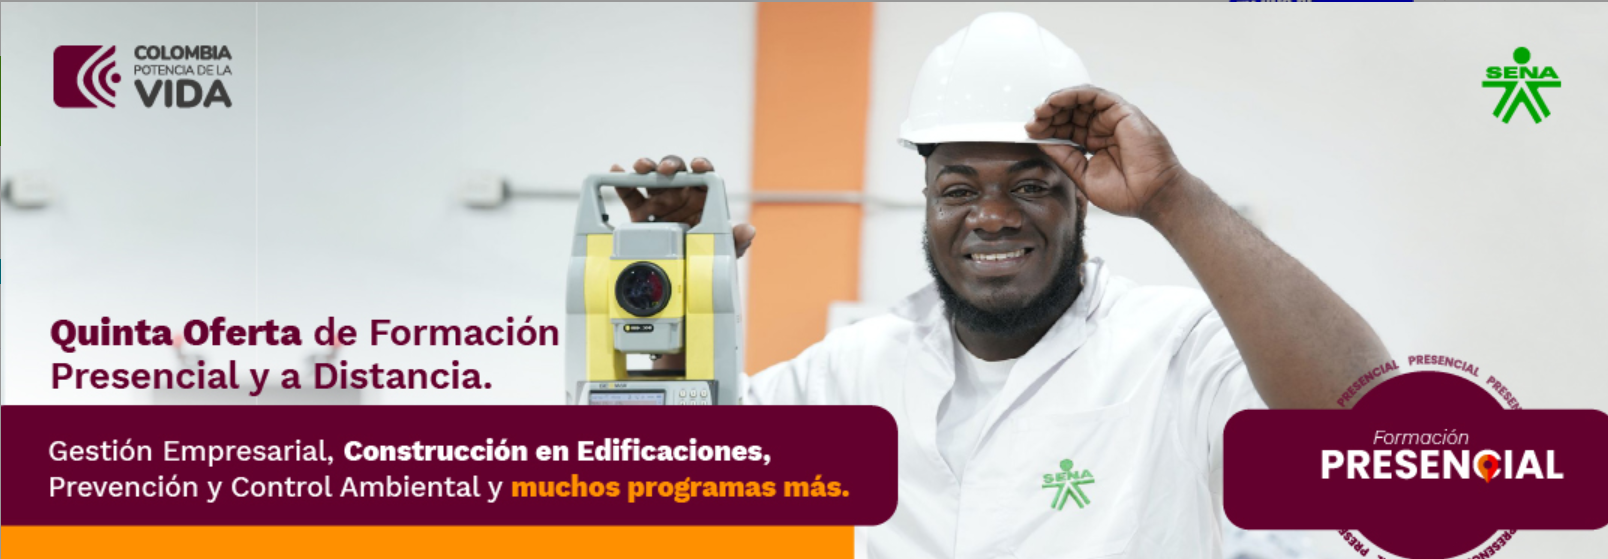 COLOMBIA
POTENCIA DE LA
VIDA
SENA
Quinta Oferta de Formación
Presencial y a Distancia.
Gestión Empresarial, Construcción en Edificaciones,
Prevención y Control Ambiental y muchos programas más.
SENA
PRESENCIAL PRESENCIAL
Formación
PRESENCIAL